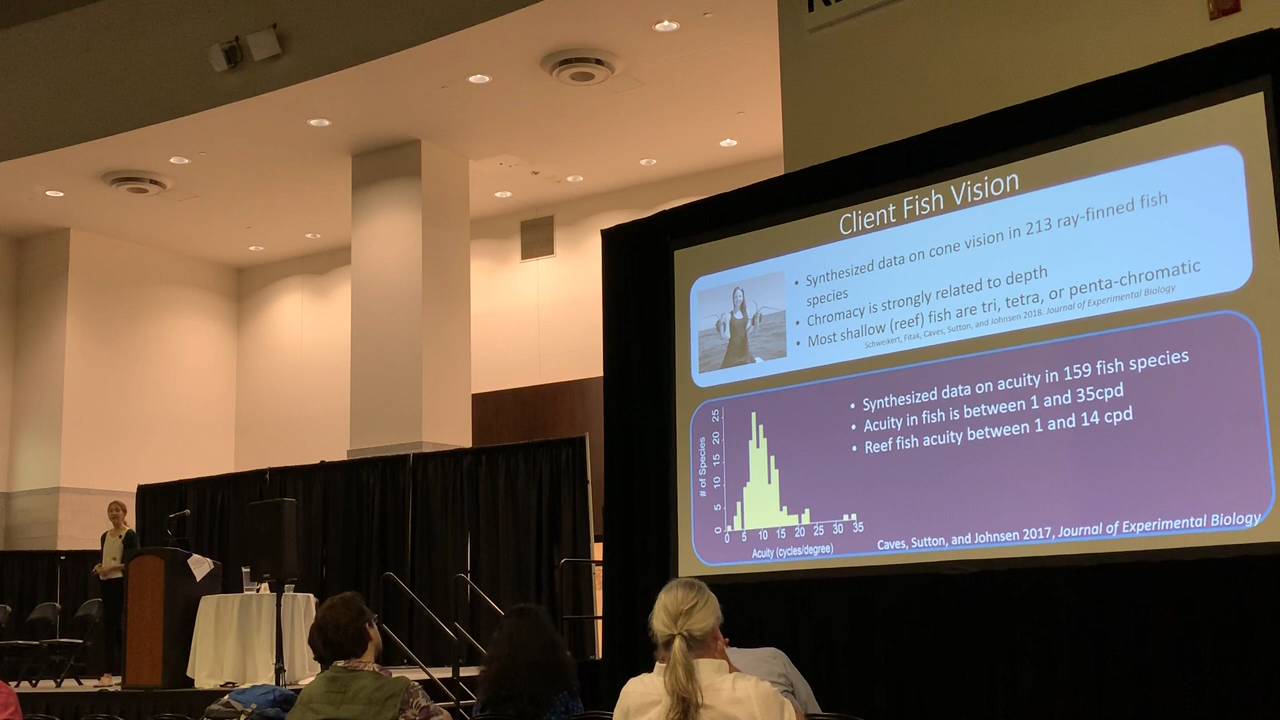 Client Fish Vision
• Synthesized data on cone vision in 213 ray-finned fish
species
• Chromacy is strongly related to depth
• Most shallow (reef) fish are tri, tetra, or penta-chromatic
Schweikert, Fitak, Caves, Sutton, and Johnsen 2018. Journal of Experimental Biology
• Synthesized data on acuity in 159 fish species
• Acuity in fish is between 1 and 35cpd
• Reef fish acuity between 1 and 14 cpd
# of Species
0 5 10 15 20 25
0 5 10 15 20 25 30 35
Acuity (cycles/degree)
Caves, Sutton, and Johnsen 2017, Journal of Experimental Biology